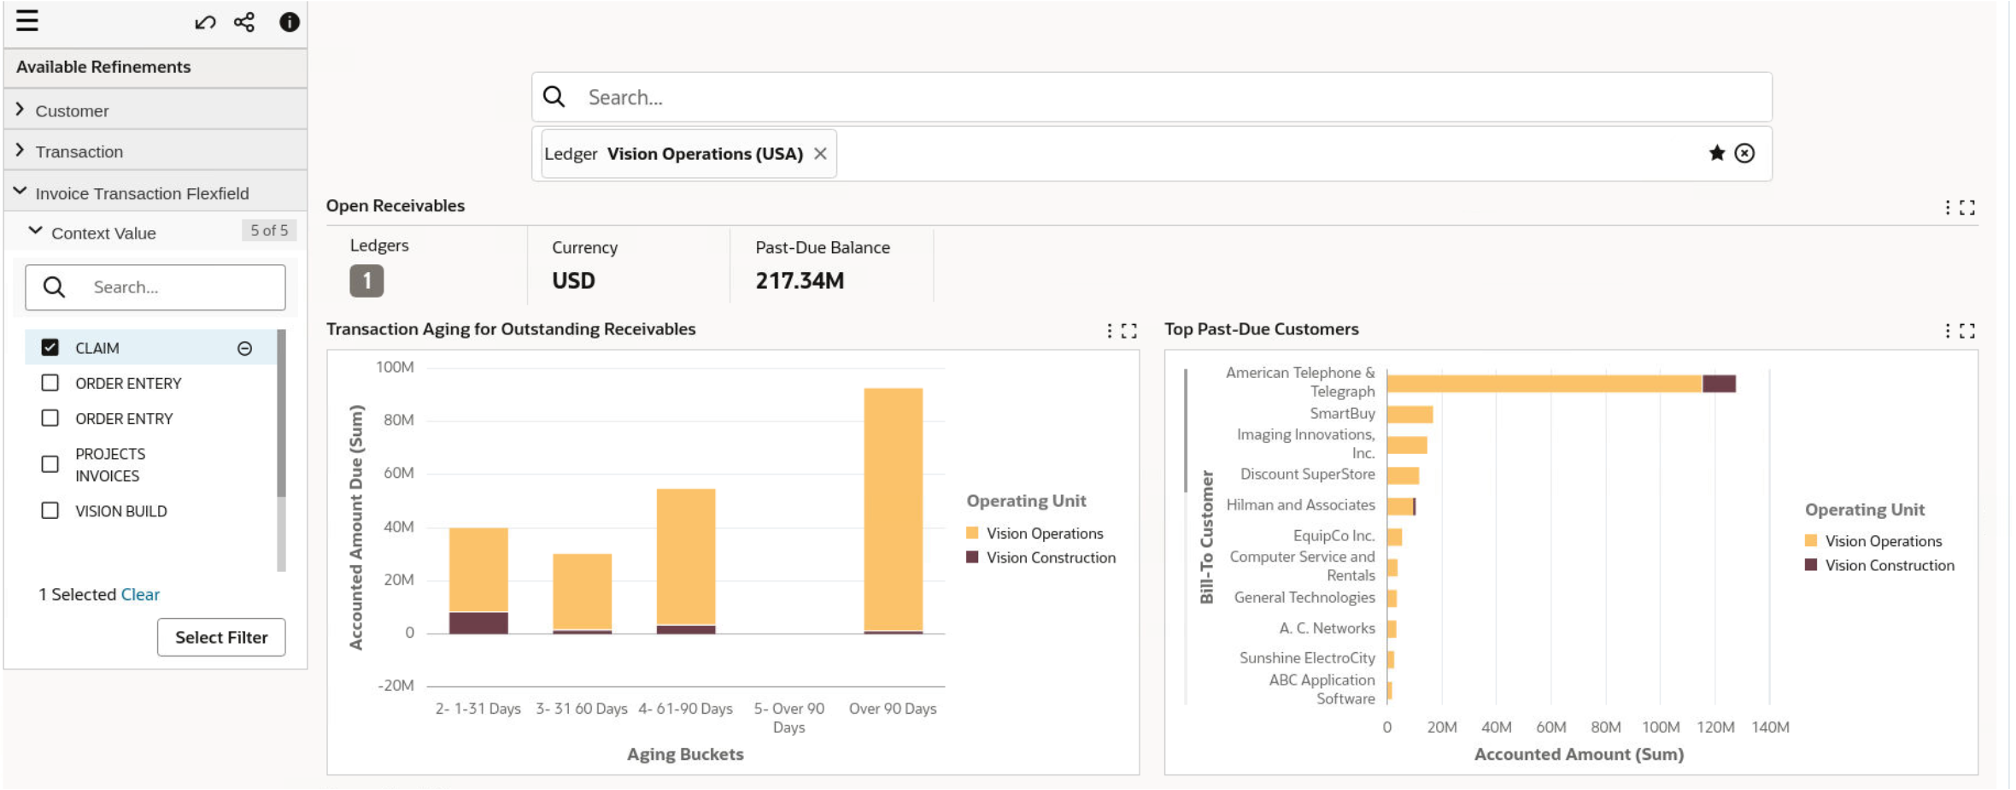 Available Refinements
Customer
Transaction
Invoice Transaction Flexfield
Context Value 5 of 5
Search...
CLAIM
ORDER ENTERY
ORDER ENTRY
PROJECTS
INVOICES
VISION BUILD
1 Selected Clear
Select Filter
Search...
Ledger Vision Operations (USA)
Open Receivables
Ledgers
1
Currency
USD
Past-Due Balance
217.34M
Transaction Aging for Outstanding Receivables
Accounted Amount Due (Sum)
100M
80M
60M
40M
20M
0
-20M
2- 1-31 Days 3- 31 60 Days 4- 61-90 Days 5- Over 90 Over 90 Days
Days
Aging Buckets
Operating Unit
Vision Operations
Vision Construction
Top Past-Due Customers
Bill-To Customer
American Telephone &
Telegraph
SmartBuy
Imaging Innovations,
Inc.
Discount SuperStore
Hilman and Associates
EquipCo Inc.
Computer Service and
Rentals
General Technologies
A. C. Networks
Sunshine ElectroCity
ABC Application
Software
0 20M 40M 60M 80M 100M 120M 140M
Accounted Amount (Sum)
Operating Unit
Vision Operations
Vision Construction